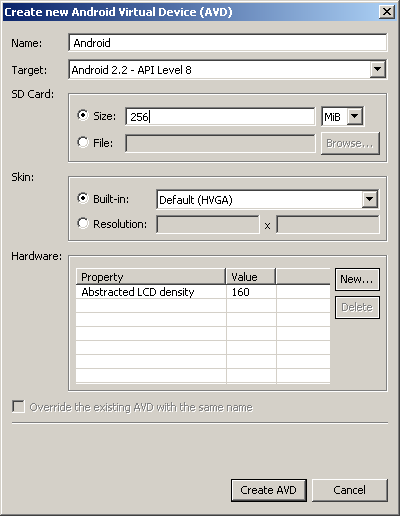 Create new Android Virtual Device (AVD)
Name: Android
Target: Android 2.2 - API Level 8
SD Card:
Size: 256 MiB
File: Browse...
Skin:
Built-in: Default (HVGA)
Resolution: x
Hardware:
Property Value New...
Abstracted LCD density 160
Delete
Override the existing AVD with the same name
Create AVD Cancel